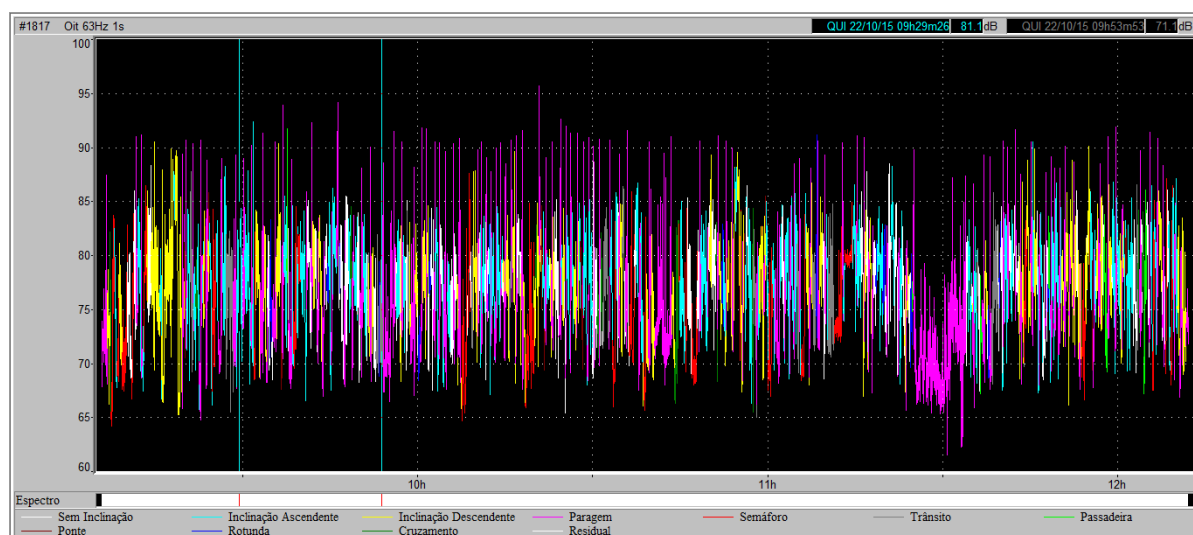 #1817 Oit 63Hz 1s QUI 22/10/15 09h29m26 81.1 dB QUI 22/10/15 09h53m53 71.1 dB
100
95
90
85
80
75
70
65
60
10h 11h 12h
Espectro
Sem Inclinação Inclinação Ascendente Inclinação Descendente Paragem Semáforo Trânsito Passadeira
Ponte Rotunda Cruzamento Residual